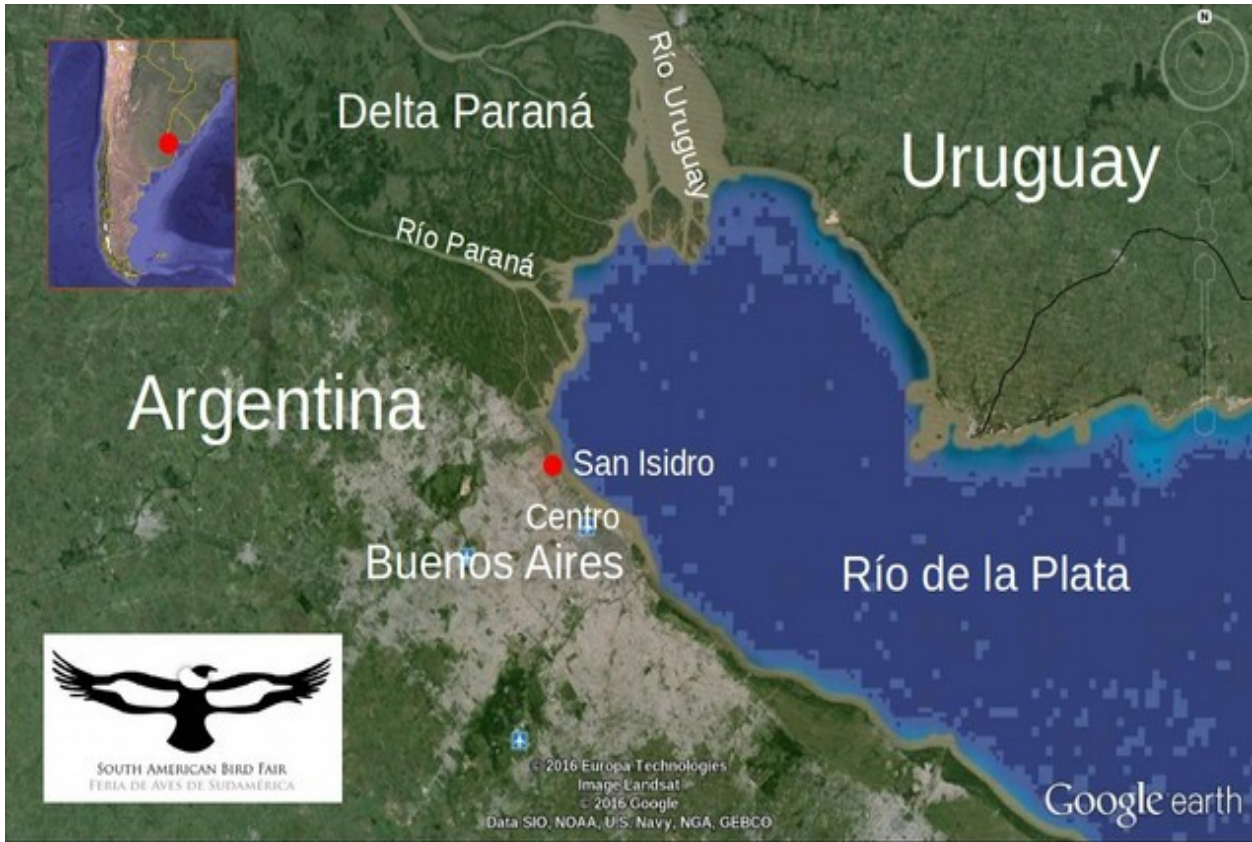 N
Río Uruguay
Delta Paraná
Uruguay
Río Paraná
Argentina
San Isidro
Centro
Buenos Aires
Río de la Plata
SOUTH AMERICAN BIRD FAIR
FERIA DE AVES DE SUDAMÉRICA
© 2016 Europa Technologies
Image Landsat
© 2016 Google
Data SIO, NOAA, U.S. Navy, NGA, GEBCO
Google earth